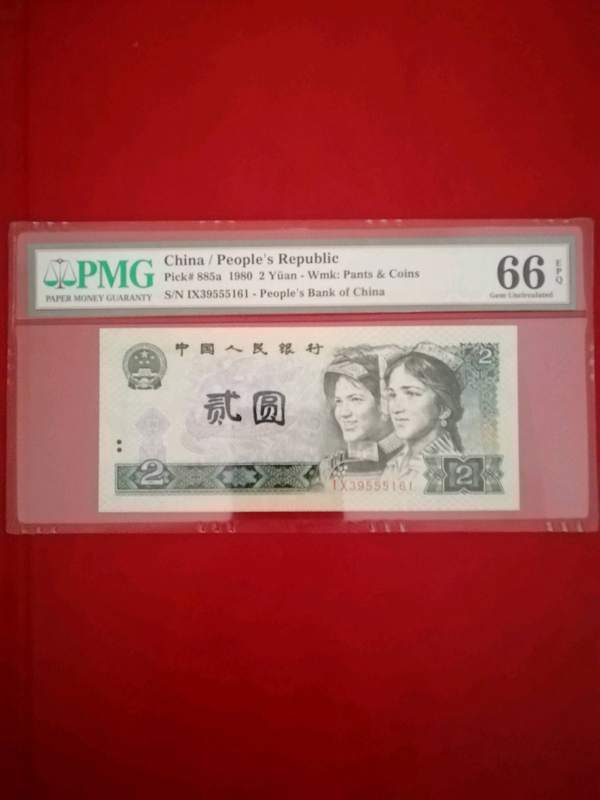 PMG
PAPER MONEY GUARANTY
China / People's Republic
Pick# 885a 1980 2 Yüan - Wmk: Pants & Coins
S/N IX39555161 - People's Bank of China
66 EPQ
Gem Uncirculated
中国人民银行
2
贰圆
2
IX39555161
2